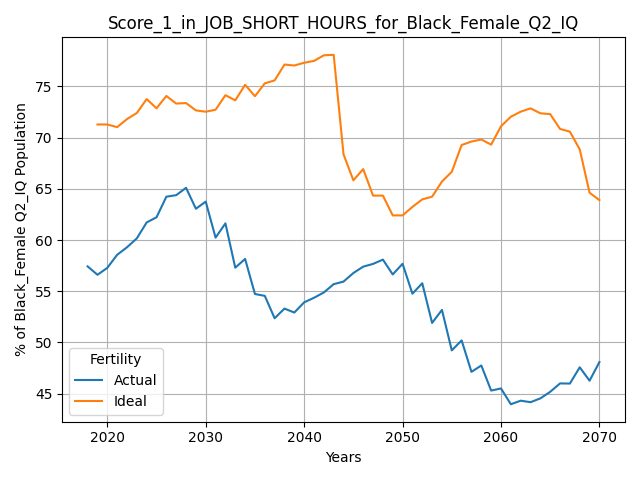 Score_1_in_JOB_SHORT_HOURS_for_Black_Female_Q2_IQ
% of Black_Female Q2_IQ Population
75
70
65
60
55
50
45
Fertility
Actual
Ideal
2020 2030 2040 2050 2060 2070
Years